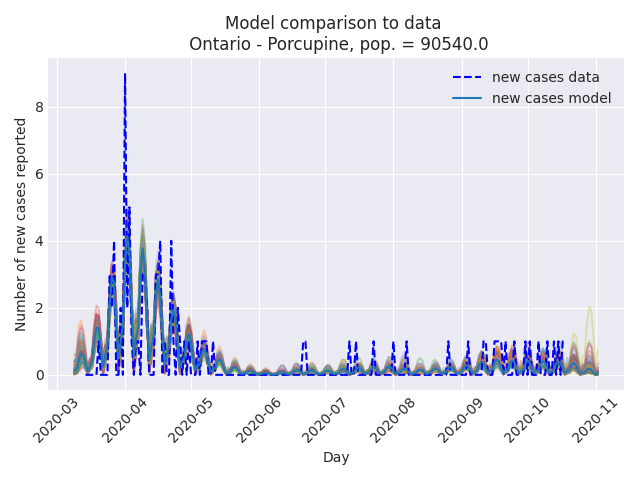 Model comparison to data
Ontario - Porcupine, pop. = 90540.0
new cases data
new cases model
Number of new cases reported
8
6
4
2
0
2020-03
2020-04
2020-05
2020-06
2020-07
2020-08
2020-09
2020-10
2020-11
Day